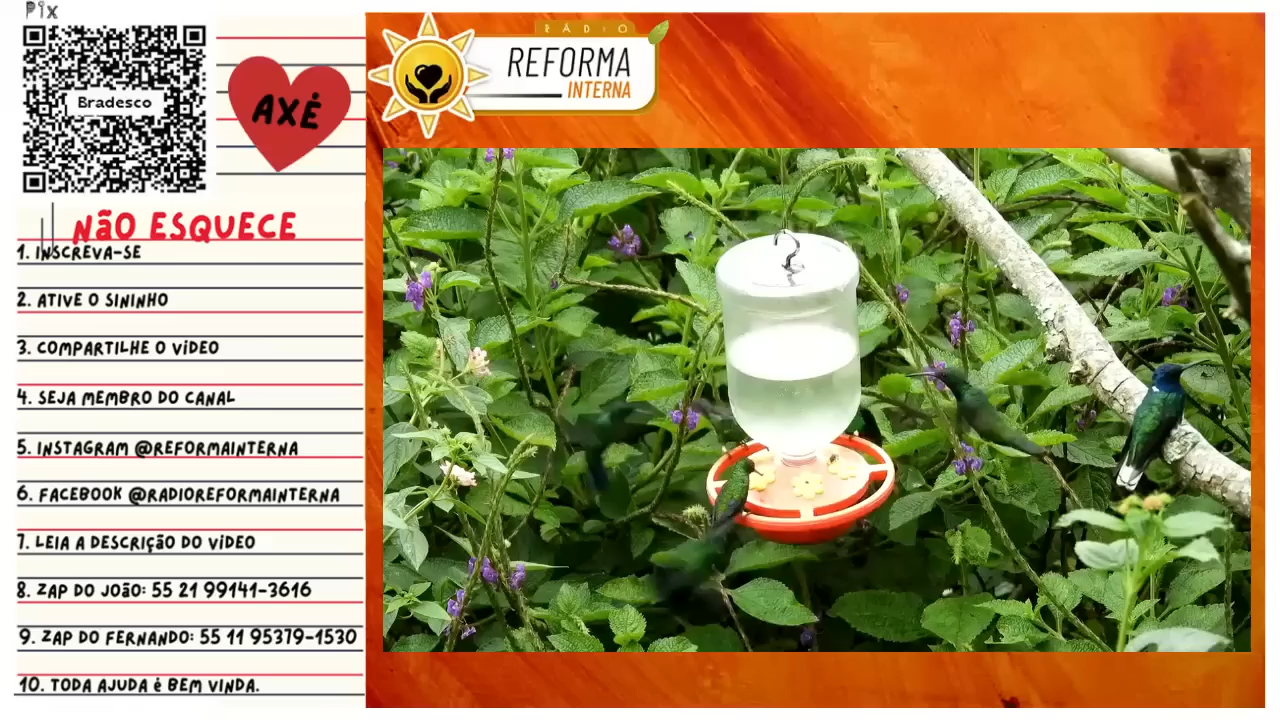 Pix
Bradesco
AXÉ
NÃO ESQUECE
1. INSCREVA-SE
2. ATIVE O SININHO
3. COMPARTILHE O VÍDEO
4. SEJA MEMBRO DO CANAL
5. INSTAGRAM @REFORMAINTERNA
6. FACEBOOK @RADIOREFORMAINTERNA
7. LEIA A DESCRIÇÃO DO VÍDEO
8. ZAP DO JOÃO: 55 21 99141-3616
9. ZAP DO FERNANDO: 55 11 95379-1530
10. TODA AJUDA É BEM VINDA.
RÁDIO
REFORMA
INTERNA